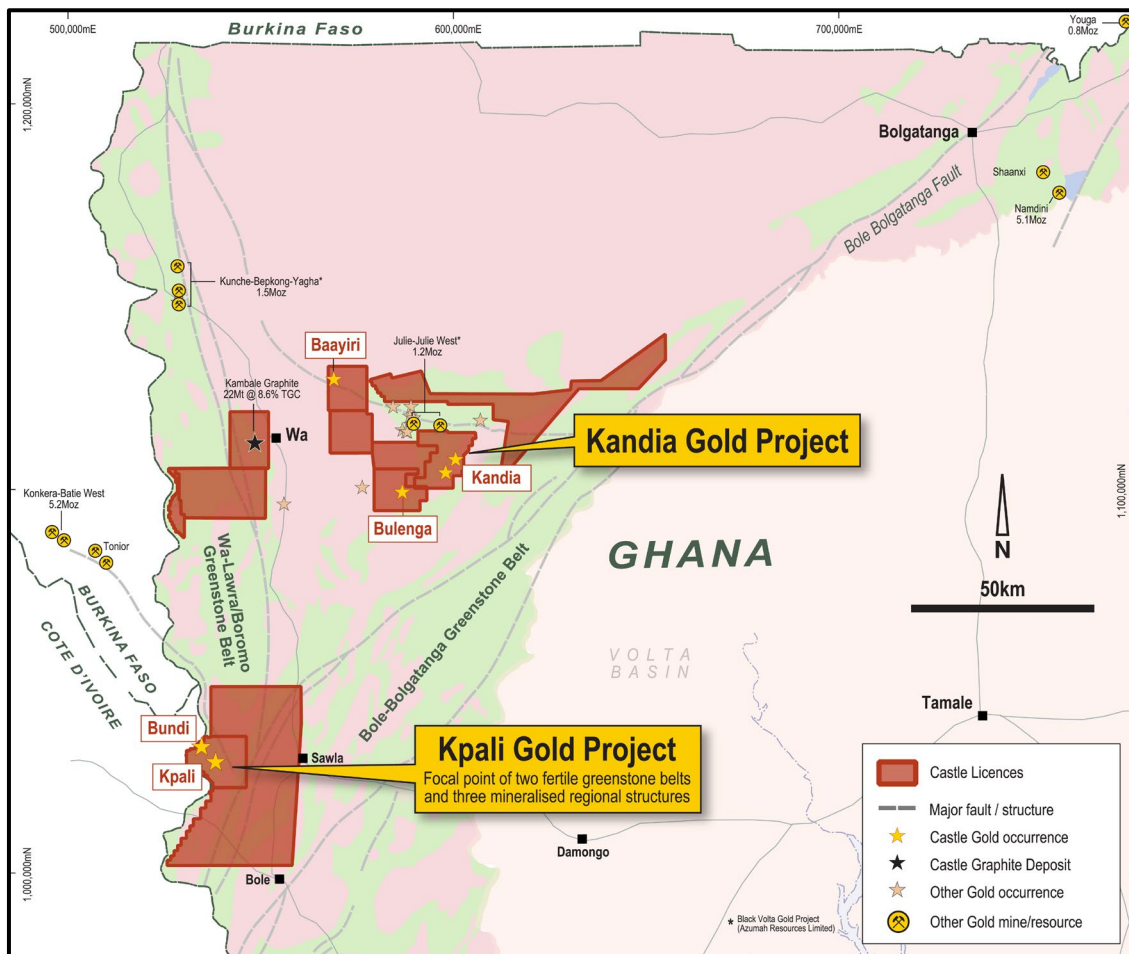 500,000mE
600,000mE
700,000mE
Burkina Faso
Youga
0.8Moz
1,200,000mN
Bolgatanga
Shaanxi
Namdini
5.1Moz
Bole Bolgatanga Fault
Kunche-Bepkong-Yagha*
1.5Moz
Baayiri
Julie-Julie West*
1.2Moz
Kambale Graphite
22Mt @ 8.6% TGC
Wa
Kandia Gold Project
Kandia
Bulenga
1,100,000mN
Konkera-Batie West
5.2Moz
Tonior
Wa-Lawra/Boromo
Greenstone Belt
GHANA
N
50km
BURKINA FASO
COTE D'IVOIRE
Bole-Bolgatanga Greenstone Belt
VOLTA
BASIN
Tamale
Bundi
Kpali
Sawla
Kpali Gold Project
Focal point of two fertile greenstone belts
and three mineralised regional structures
Damongo
1,000,000mN
Bole
Castle Licences
Major fault / structure
Castle Gold occurrence
Castle Graphite Deposit
Other Gold occurrence
Other Gold mine/resource
* Black Volta Gold Project
(Azumah Resources Limited)